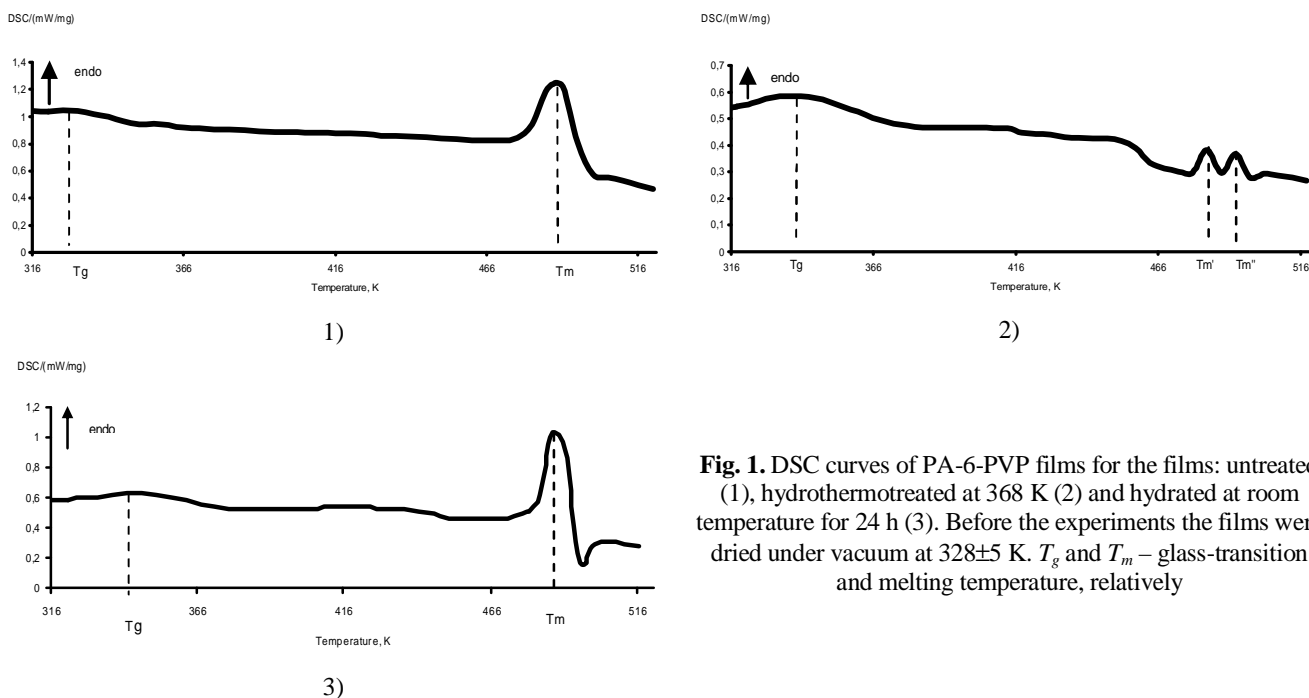 DSC/(mW/mg)
1,4
1,2
1
0,8
0,6
0,4
0,2
0
endo
316
366
416
466
516
Tg
Tm
Temperature, K
1)
DSC/(mW/mg)
0,7
0,6
0,5
0,4
0,3
0,2
0,1
0
endo
316
366
416
466
516
Tg
Tm'
Tm"
Temperature, K
2)
DSC/(mW/mg)
1,2
1
0,8
0,6
0,4
0,2
0
endo
316
366
416
466
516
Tg
Tm
Temperature, K
3)
Fig. 1. DSC curves of PA-6-PVP films for the films: untreated
(1), hydrothermotreated at 368 K (2) and hydrated at room
temperature for 24 h (3). Before the experiments the films wer
dried under vacuum at 328±5 K. Tg and Tm – glass-transition
and melting temperature, relatively